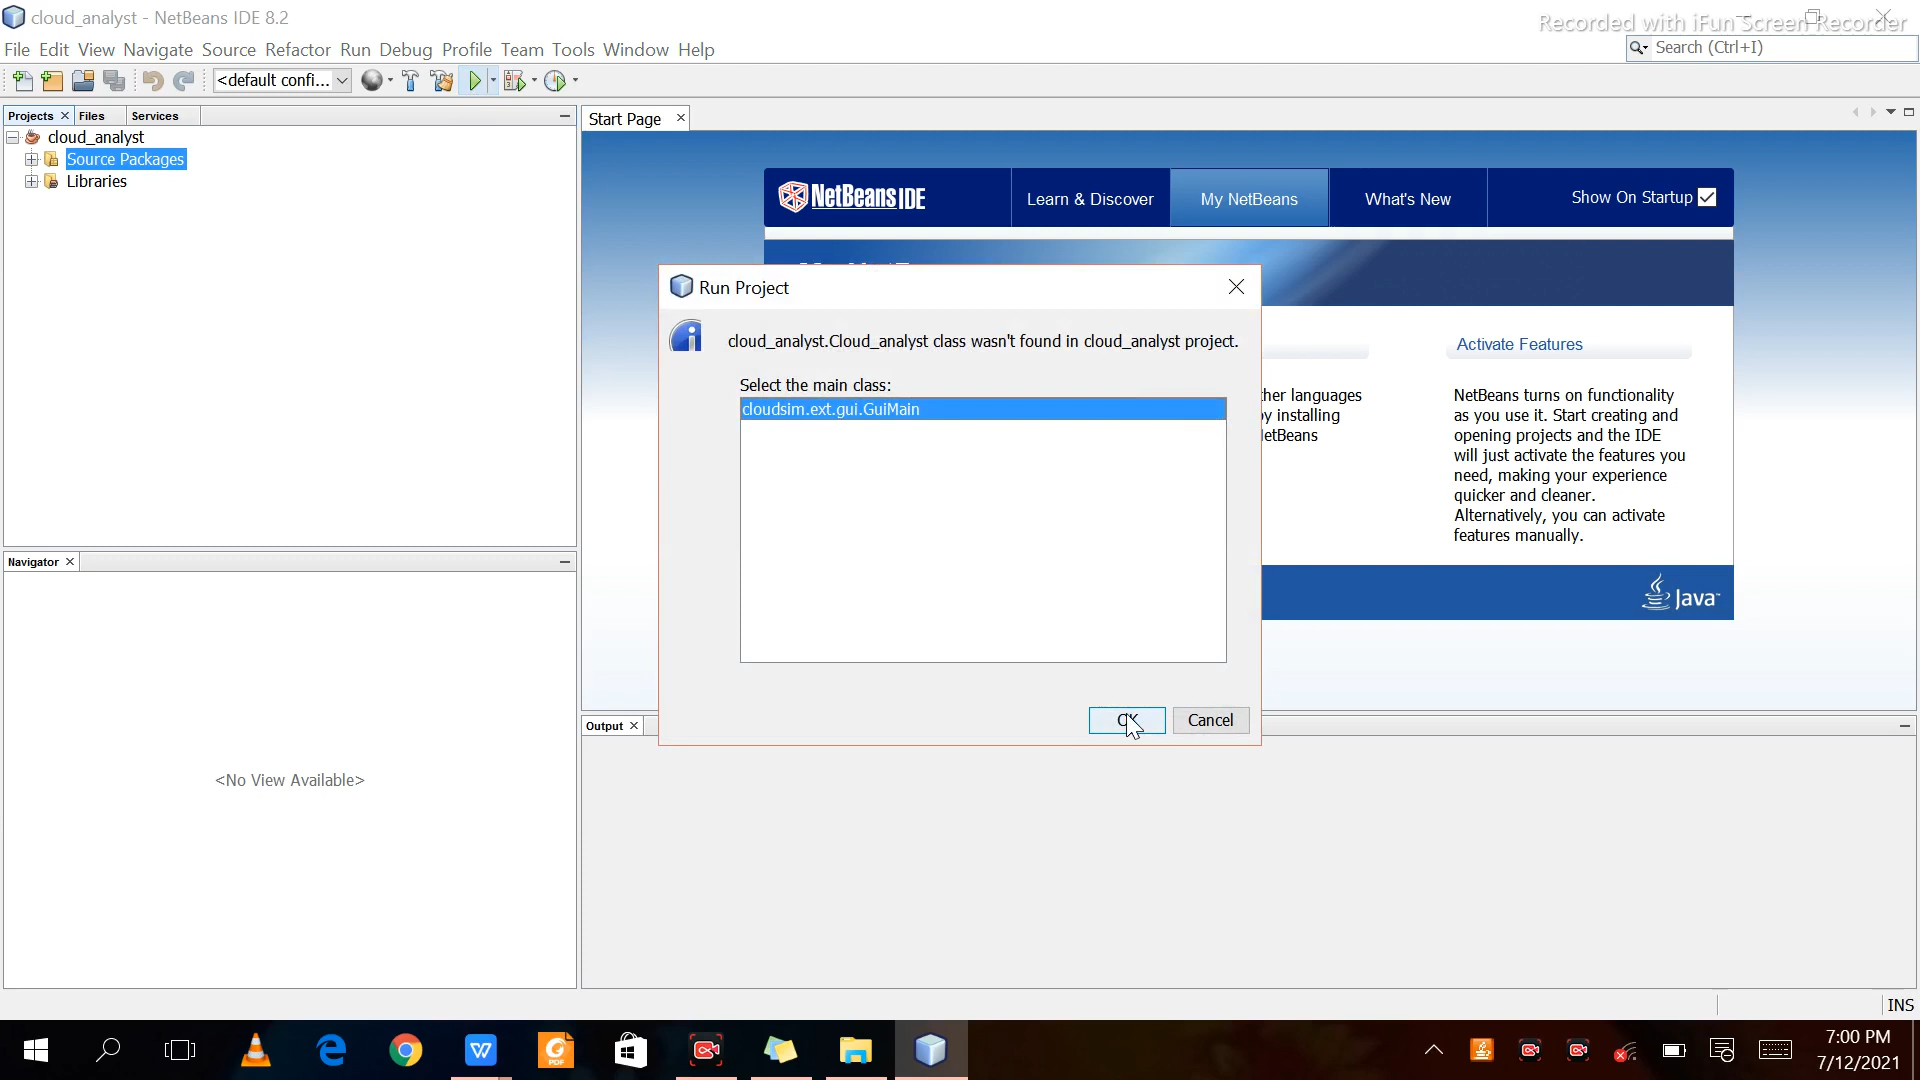 cloud_analyst - NetBeans IDE 8.2
Recorded with iFun Screen Recorder
File Edit View Navigate Source Refactor Run Debug Profile Team Tools Window Help
Search (Ctrl+I)
<default confi...
Projects Files Services
Start Page
cloud_analyst
Source Packages
Libraries
NetBeans IDE
Learn & Discover
My NetBeans
What's New
Show On Startup
Run Project
cloud_analyst.Cloud_analyst class wasn't found in cloud_analyst project.
Select the main class:
cloudsim.ext.gui.GuiMain
OK
Cancel
installing
Activate Features
NetBeans turns on functionality
as you use it. Start creating and
opening projects and the IDE
will just activate the features you
need, making your experience
quicker and cleaner.
Alternatively, you can activate
features manually.
Java
Navigator
<No View Available>
Output
INS
W
PDF
7:00 PM
7/12/2021